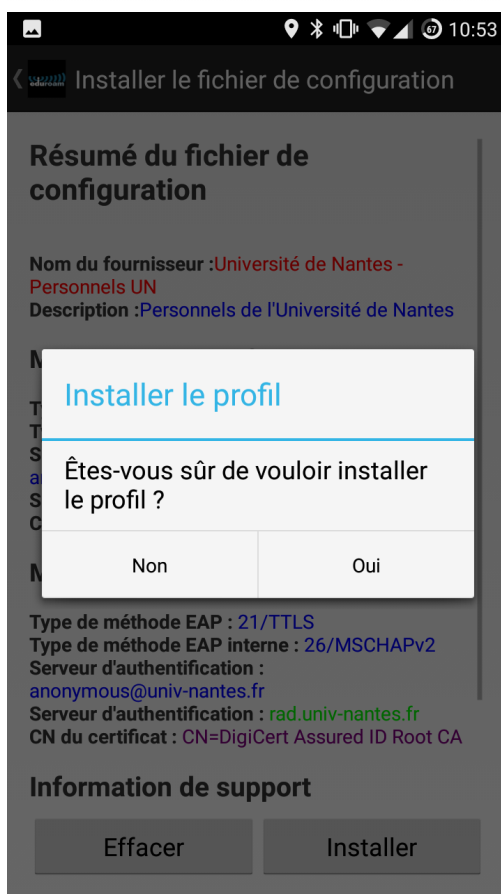 67 10:53
eduroam Installer le fichier de configuration
Résumé du fichier de
configuration
Nom du fournisseur :Université de Nantes -
Personnels UN
Description :Personnels de l'Université de Nantes
Installer le profil
Êtes-vous sûr de vouloir installer
le profil ?
Non Oui
Type de méthode EAP : 21/TTLS
Type de méthode EAP interne : 26/MSCHAPv2
Serveur d'authentification :
anonymous@univ-nantes.fr
Serveur d'authentification : rad.univ-nantes.fr
CN du certificat : CN=DigiCert Assured ID Root CA
Information de support
Effacer Installer